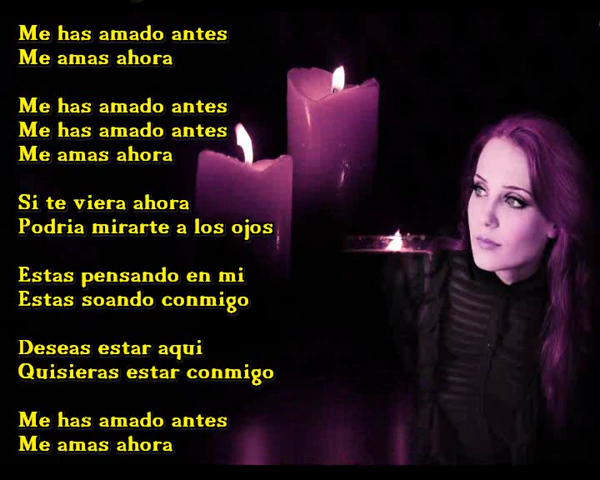 Me has amado antes
Me amas ahora
Me has amado antes
Me has amado antes
Me amas ahora
Si te viera ahora
Podria mirarte a los ojos
Estas pensando en mi
Estas soando conmigo
Deseas estar aqui
Quisieras estar conmigo
Me has amado antes
Me amas ahora